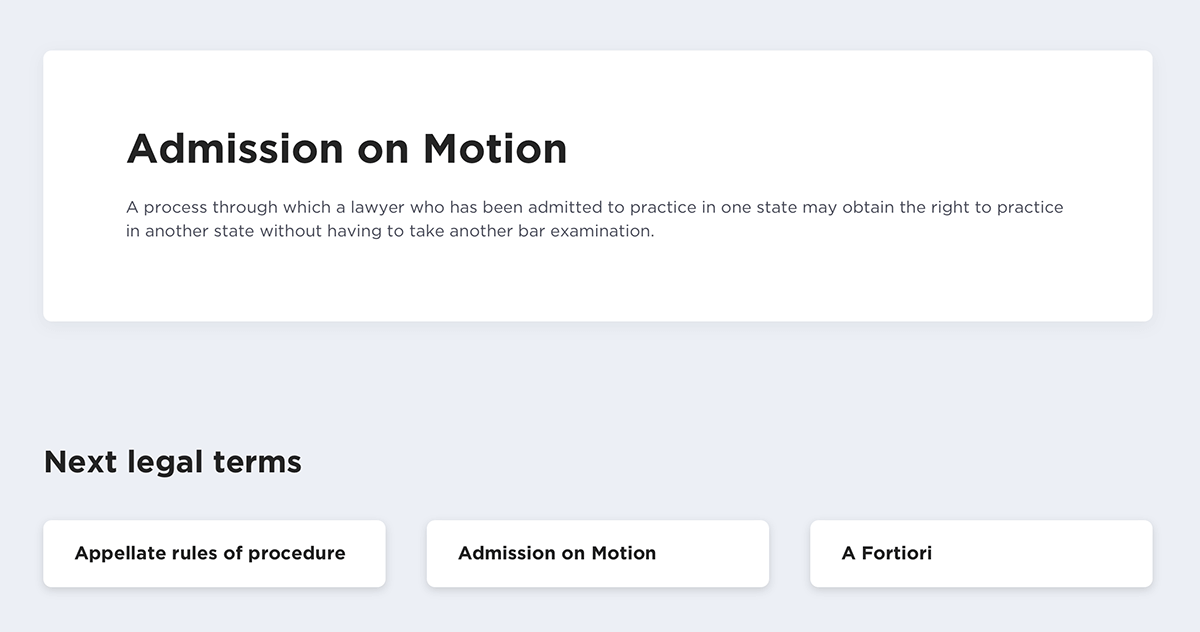 Admission on Motion
A process through which a lawyer who has been admitted to practice in one state may obtain the right to practice
in another state without having to take another bar examination.
Next legal terms
Appellate rules of procedure
Admission on Motion
A Fortiori